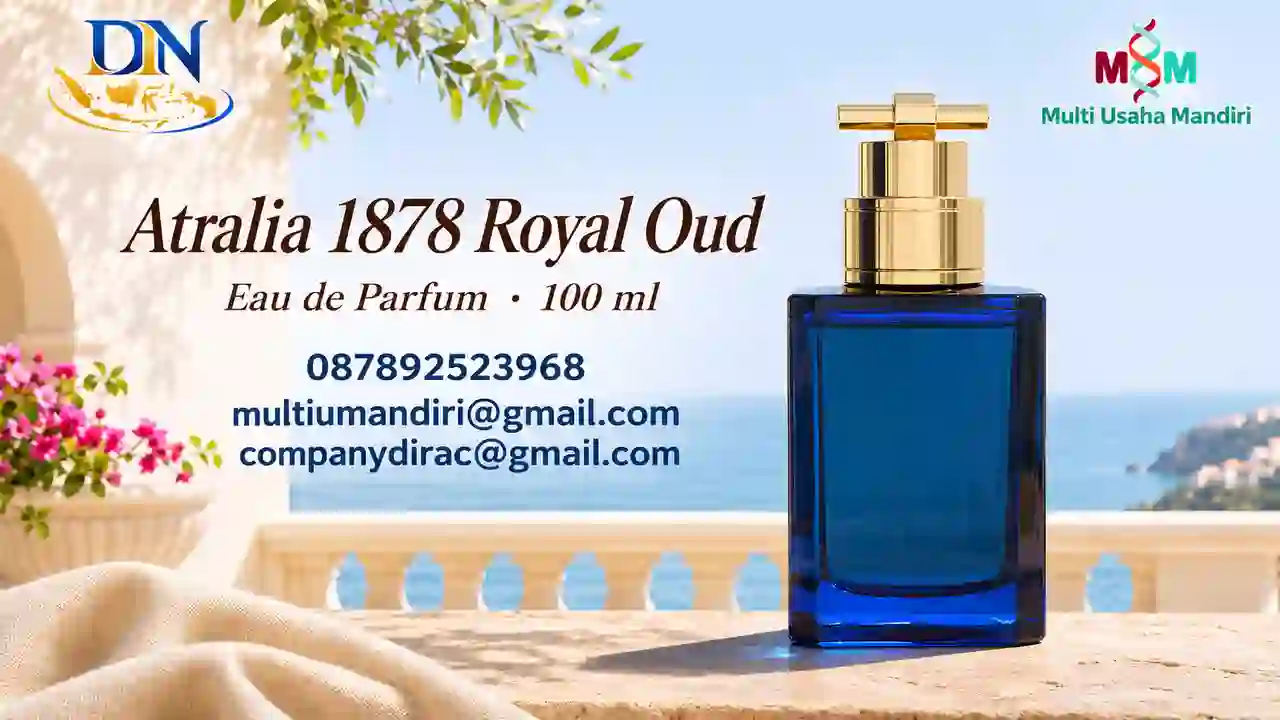 DN
MSM
Multi Usaha Mandiri
Atralia 1878 Royal Oud
Eau de Parfum • 100 ml
087892523968
multiumandiri@gmail.com
companydirac@gmail.com